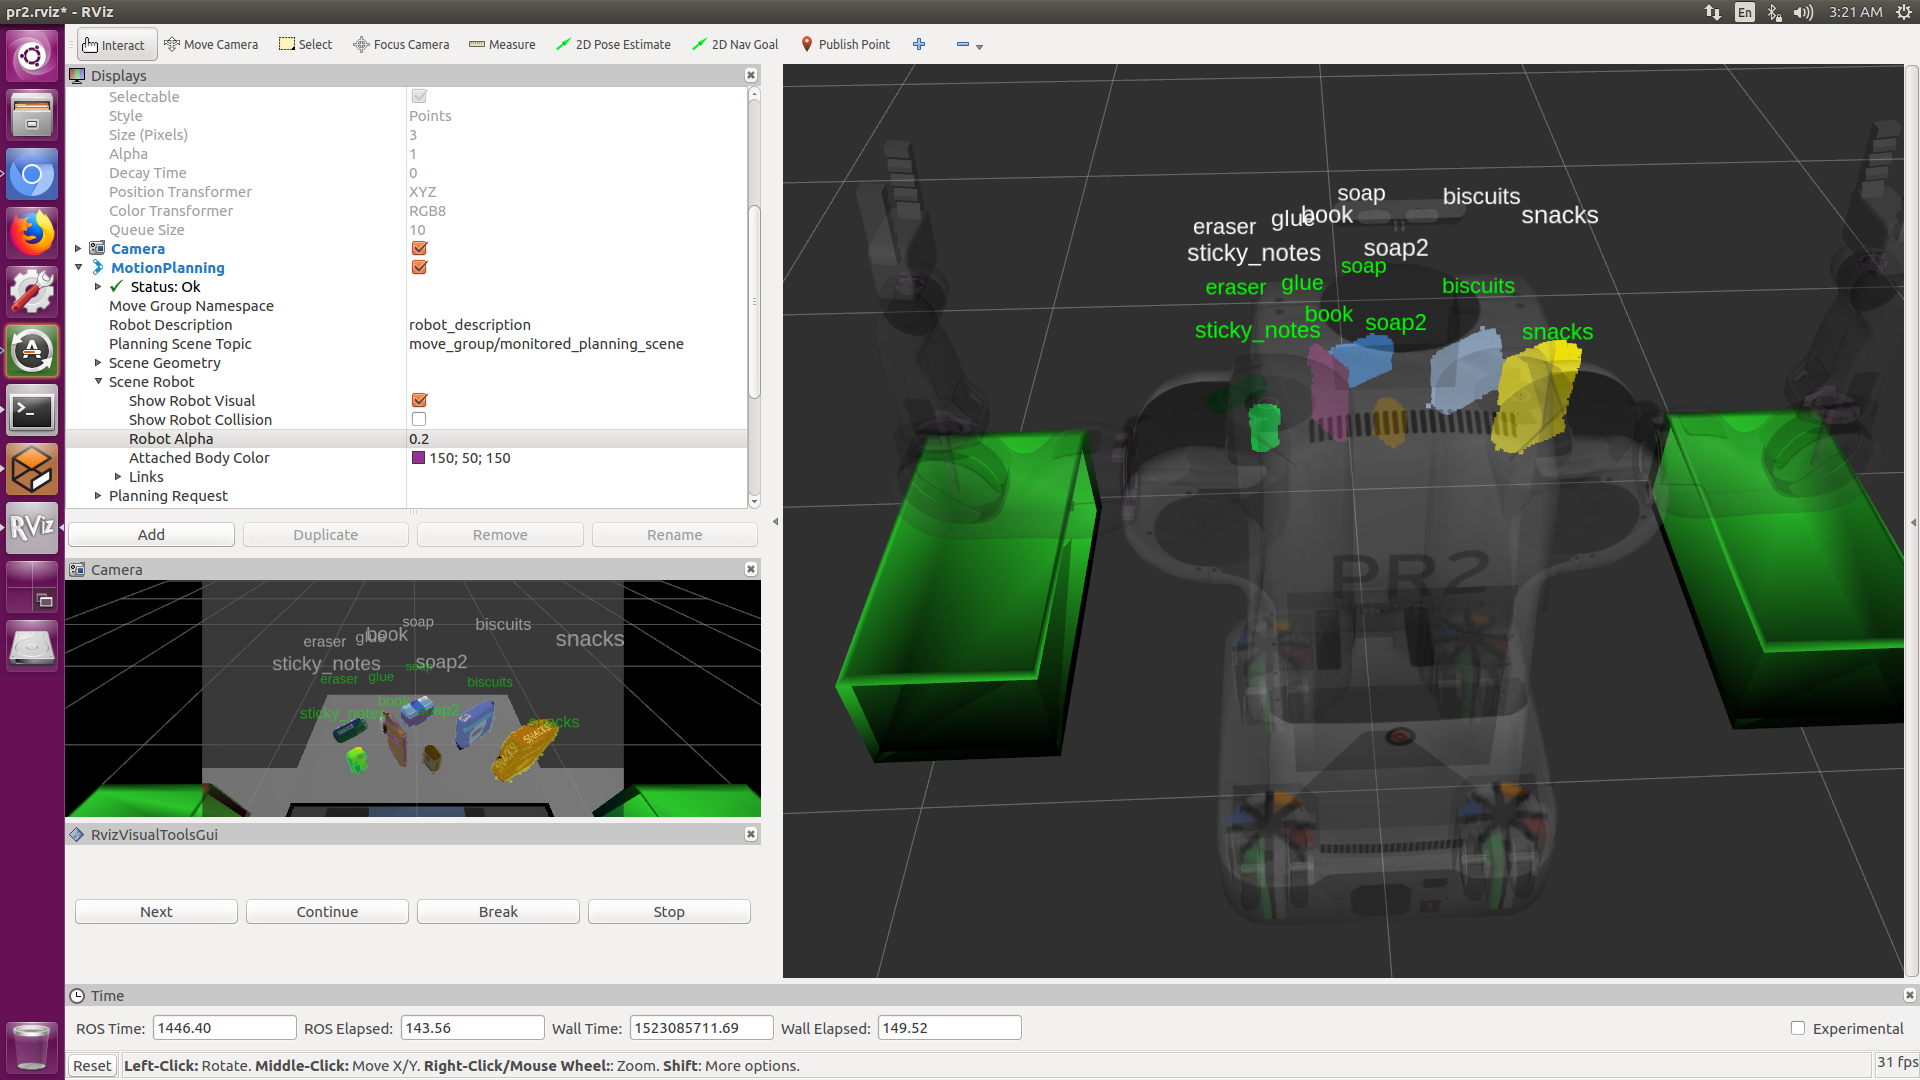 pr2.rviz* - RViz
En
3:21 AM
Interact
Move Camera
Select
Focus Camera
Measure
2D Pose Estimate
2D Nav Goal
Publish Point
Displays
Selectable
Style Points
Size (Pixels) 3
Alpha 1
Decay Time 0
Position Transformer XYZ
Color Transformer RGB8
Queue Size 10
Camera
MotionPlanning
Status: Ok
Move Group Namespace
Robot Description robot_description
Planning Scene Topic move_group/monitored_planning_scene
Scene Geometry
Scene Robot
Show Robot Visual
Show Robot Collision
Robot Alpha 0.2
Attached Body Color 150; 50; 150
Links
Planning Request
Add
Duplicate
Remove
Rename
RViz
Camera
soap
biscuits
eraser
glue
book
snacks
sticky_notes
soap2
soap
eraser
glue
biscuits
book
sticky_notes
soap2
snacks
SNACKS
RvizVisualToolsGui
Next
Continue
Break
Stop
soap
biscuits
eraser
glue
book
snacks
sticky_notes
soap2
soap
eraser
glue
biscuits
book
sticky_notes
soap2
snacks
PR2
Time
ROS Time: 1446.40
ROS Elapsed: 143.56
Wall Time: 1523085711.69
Wall Elapsed: 149.52
Experimental
Reset
Left-Click: Rotate. Middle-Click: Move X/Y. Right-Click/Mouse Wheel:: Zoom. Shift: More options.
31 fps